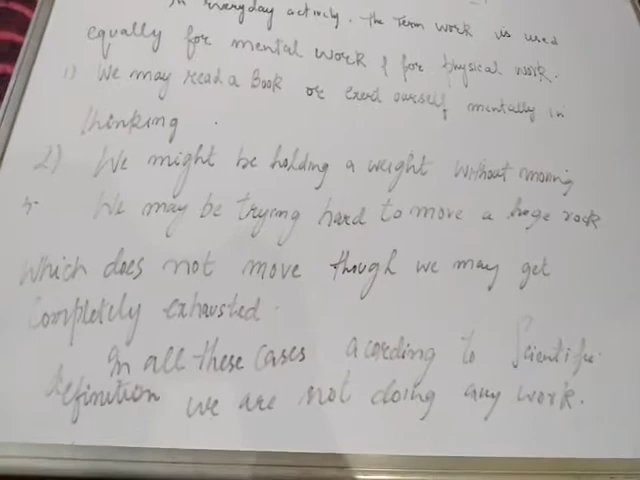 In everyday activity. the Term work is used
equally for mental work & for physical work.
1) We may read a Book or exert ourself mentally in
thinking.
2) We might be holding a weight without moving
3. We may be trying hard to move a huge rock
which does not move though we may get
completely exhausted.
In all these cases acording to Scientific
definition we are not doing any work.